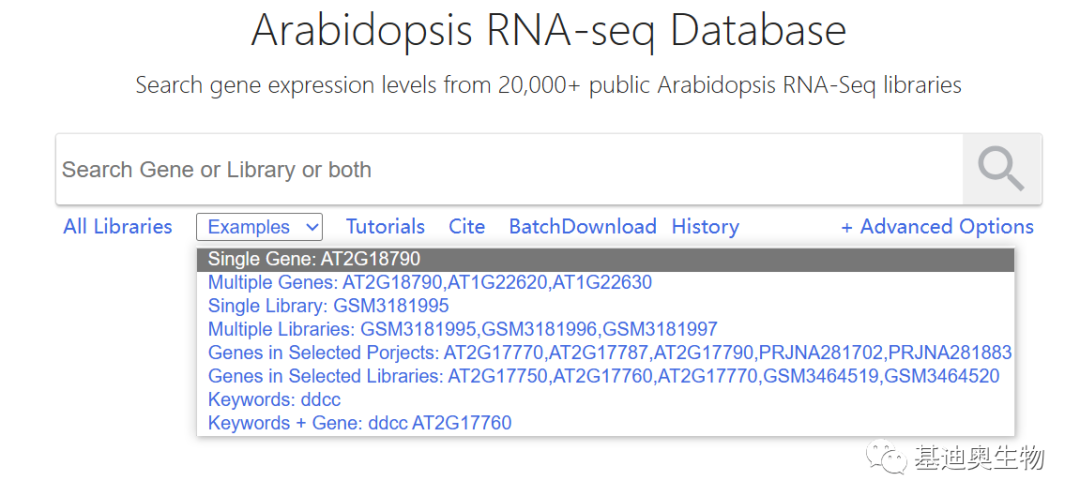 Arabidopsis RNA-seq Database
Search gene expression levels from 20,000+ public Arabidopsis RNA-Seq libraries
Search Gene or Library or both
All Libraries Examples Tutorials Cite BatchDownload History + Advanced Options
Single Gene: AT2G18790
Multiple Genes: AT2G18790,AT1G22620,AT1G22630
Single Library: GSM3181995
Multiple Libraries: GSM3181995,GSM3181996,GSM3181997
Genes in Selected Porjects: AT2G17770,AT2G17787,AT2G17790,PRJNA281702,PRJNA281883
Genes in Selected Libraries: AT2G17750,AT2G17760,AT2G17770,GSM3464519,GSM3464520
Keywords: ddcc
Keywords + Gene: ddcc AT2G17760
基迪奥生物